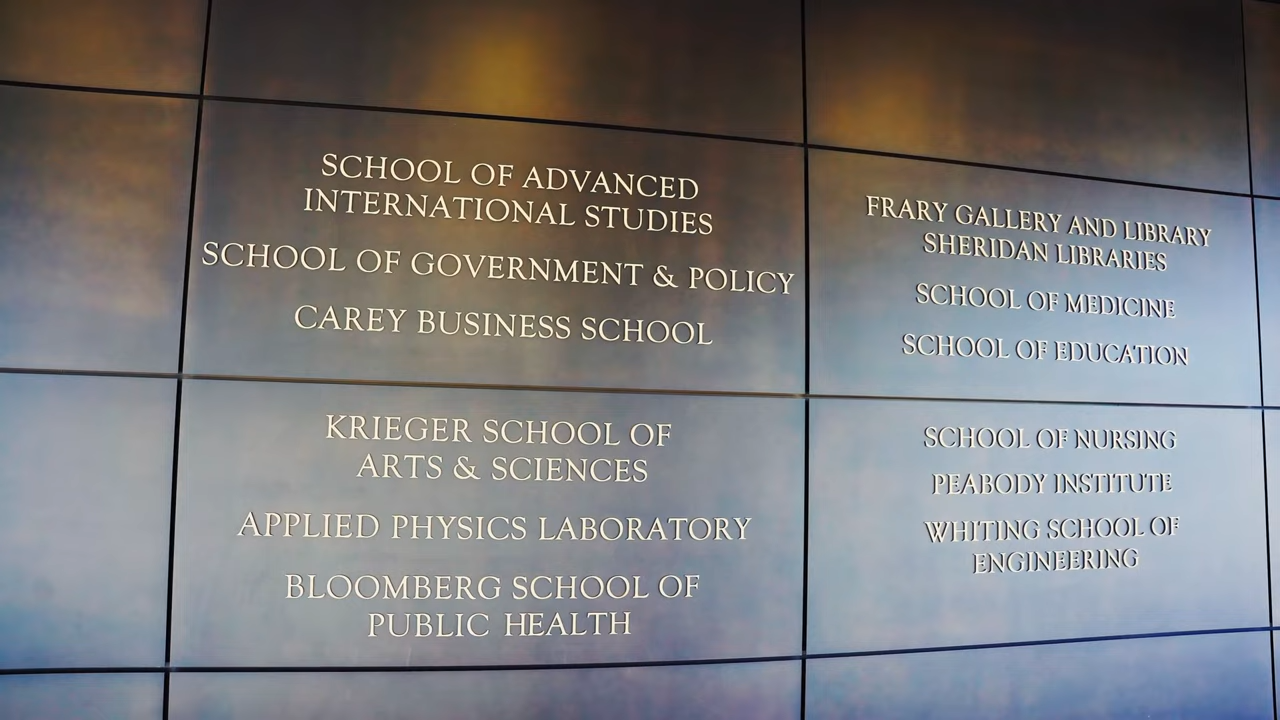 SCHOOL OF ADVANCED
INTERNATIONAL STUDIES
SCHOOL OF GOVERNMENT & POLICY
CAREY BUSINESS SCHOOL
KRIEGER SCHOOL OF
ARTS & SCIENCES
APPLIED PHYSICS LABORATORY
BLOOMBERG SCHOOL OF
PUBLIC HEALTH
FRARY GALLERY AND LIBRARY
SHERIDAN LIBRARIES
SCHOOL OF MEDICINE
SCHOOL OF EDUCATION
SCHOOL OF NURSING
PEABODY INSTITUTE
WHITING SCHOOL OF
ENGINEERING